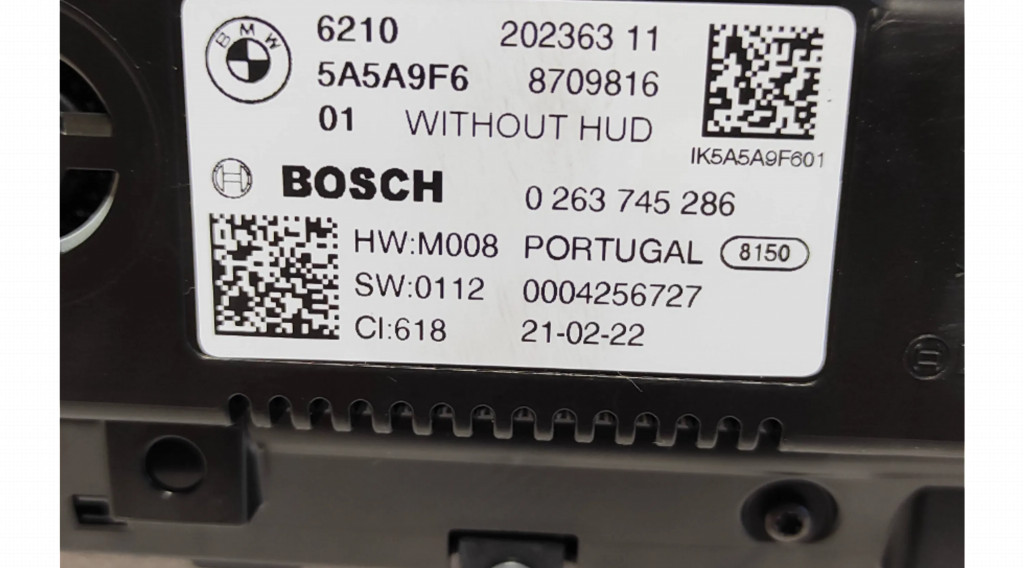 BMW
6210 202363 11
5A5A9F6 8709816
01 WITHOUT HUD
IK5A5A9F601
BOSCH 0 263 745 286
HW:M008 PORTUGAL 8150
SW:0112 0004256727
CI:618 21-02-22